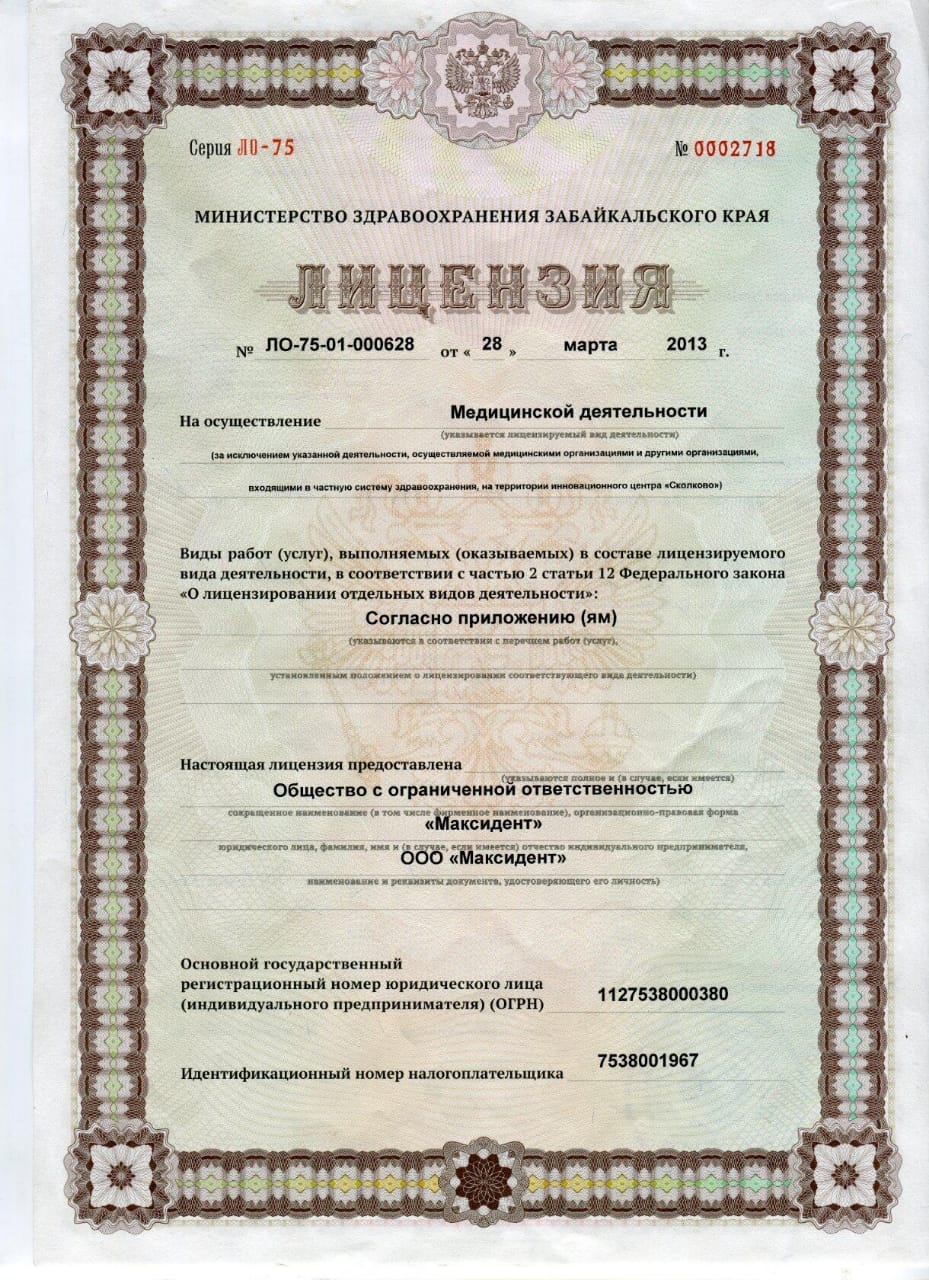 Серия ЛО-75 № 0002718
МИНИСТЕРСТВО ЗДРАВООХРАНЕНИЯ ЗАБАЙКАЛЬСКОГО КРАЯ
ЛИЦЕНЗИЯ
№ ЛО-75-01-000628 от « 28 » марта 2013 г.
На осуществление Медицинской деятельности
(указывается лицензируемый вид деятельности)
(за исключением указанной деятельности, осуществляемой медицинскими организациями и другими организациями,
входящими в частную систему здравоохранения, на территории инновационного центра «Сколково»)
Виды работ (услуг), выполняемых (оказываемых) в составе лицензируемого
вида деятельности, в соответствии с частью 2 статьи 12 Федерального закона
«О лицензировании отдельных видов деятельности»:
Согласно приложению (ям)
(указываются в соответствии с перечнем работ (услуг),
установленным положением о лицензировании соответствующего вида деятельности)
Настоящая лицензия предоставлена
(указываются полное и (в случае, если имеется)
Общество с ограниченной ответственностью
сокращенное наименование (в том числе фирменное наименование), организационно-правовая форма
«Максидент»
юридического лица, фамилия, имя и (в случае, если имеется) отчество индивидуального предпринимателя,
ООО «Максидент»
наименование и реквизиты документа, удостоверяющего его личность)
Основной государственный
регистрационный номер юридического лица
(индивидуального предпринимателя) (ОГРН) 1127538000380
Идентификационный номер налогоплательщика 7538001967